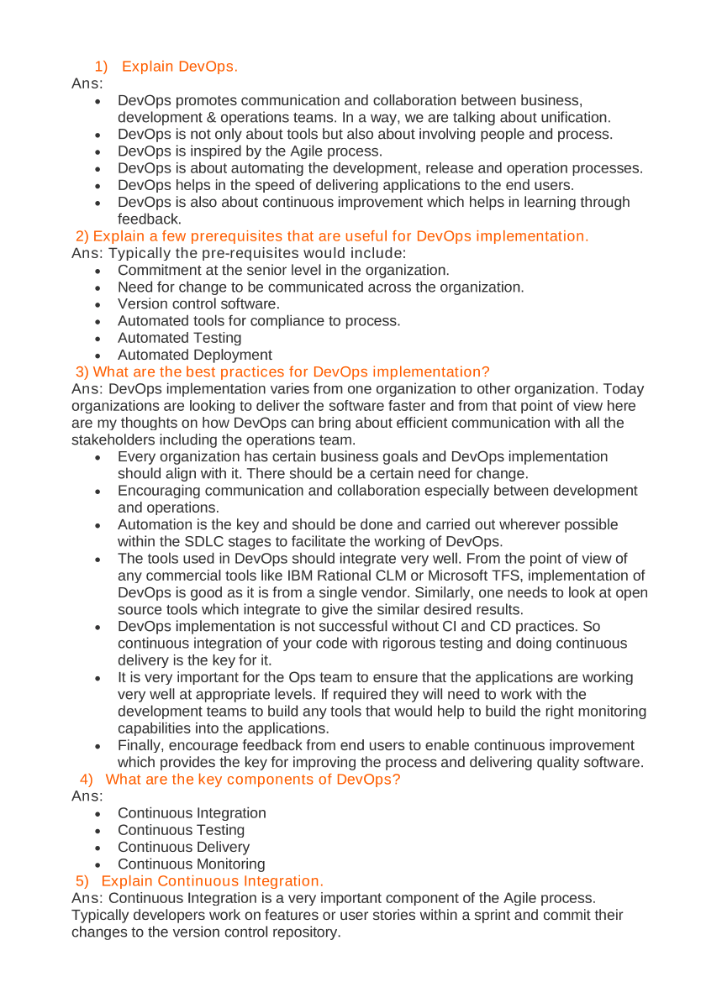 1) Explain DevOps.
Ans:
• DevOps promotes communication and collaboration between business,
development & operations teams. In a way, we are talking about unification.
• DevOps is not only about tools but also about involving people and process.
• DevOps is inspired by the Agile process.
• DevOps is about automating the development, release and operation processes.
• DevOps helps in the speed of delivering applications to the end users.
• DevOps is also about continuous improvement which helps in learning through
feedback.
2) Explain a few prerequisites that are useful for DevOps implementation.
Ans: Typically the pre-requisites would include:
• Commitment at the senior level in the organization.
• Need for change to be communicated across the organization.
• Version control software.
• Automated tools for compliance to process.
• Automated Testing
• Automated Deployment
3) What are the best practices for DevOps implementation?
Ans: DevOps implementation varies from one organization to other organization. Today
organizations are looking to deliver the software faster and from that point of view here
are my thoughts on how DevOps can bring about efficient communication with all the
stakeholders including the operations team.
• Every organization has certain business goals and DevOps implementation
should align with it. There should be a certain need for change.
• Encouraging communication and collaboration especially between development
and operations.
• Automation is the key and should be done and carried out wherever possible
within the SDLC stages to facilitate the working of DevOps.
• The tools used in DevOps should integrate very well. From the point of view of
any commercial tools like IBM Rational CLM or Microsoft TFS, implementation of
DevOps is good as it is from a single vendor. Similarly, one needs to look at open
source tools which integrate to give the similar desired results.
• DevOps implementation is not successful without CI and CD practices. So
continuous integration of your code with rigorous testing and doing continuous
delivery is the key for it.
• It is very important for the Ops team to ensure that the applications are working
very well at appropriate levels. If required they will need to work with the
development teams to build any tools that would help to build the right monitoring
capabilities into the applications.
• Finally, encourage feedback from end users to enable continuous improvement
which provides the key for improving the process and delivering quality software.
4) What are the key components of DevOps?
Ans:
• Continuous Integration
• Continuous Testing
• Continuous Delivery
• Continuous Monitoring
5) Explain Continuous Integration.
Ans: Continuous Integration is a very important component of the Agile process.
Typically developers work on features or user stories within a sprint and commit their
changes to the version control repository.